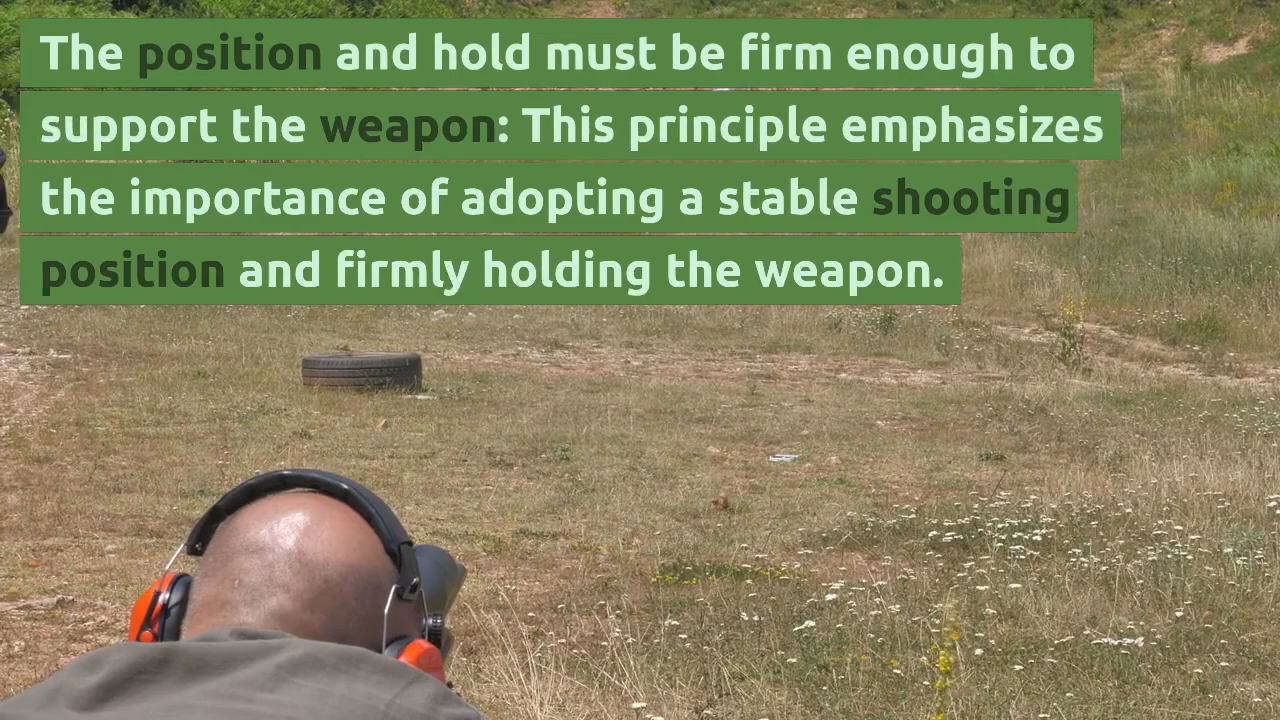 The position and hold must be firm enough to
support the weapon: This principle emphasizes
the importance of adopting a stable shooting
position and firmly holding the weapon.